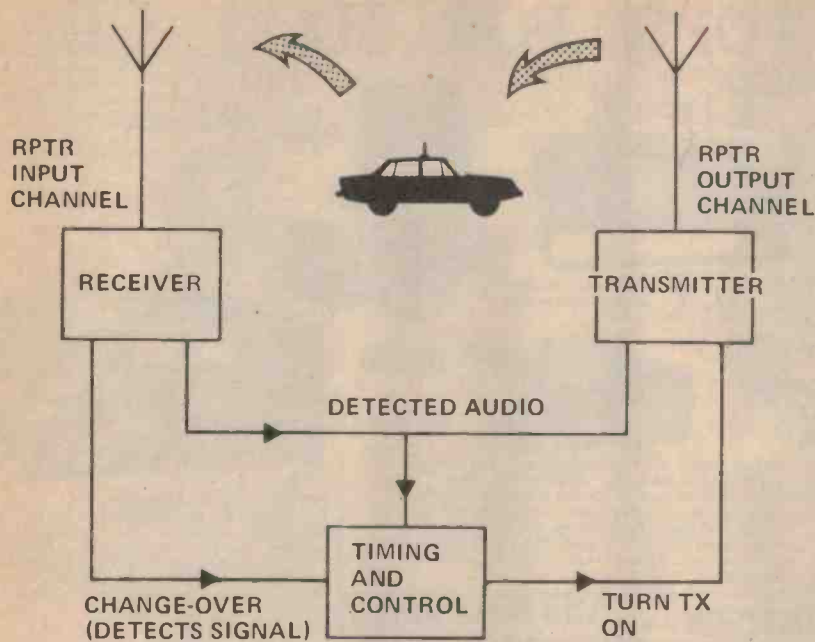 RPTR
INPUT
CHANNEL
RPTR
OUTPUT
CHANNEL
RECEIVER
TRANSMITTER
DETECTED AUDIO
TIMING
AND
CONTROL
CHANGE-OVER
(DETECTS SIGNAL)
TURN TX
ON